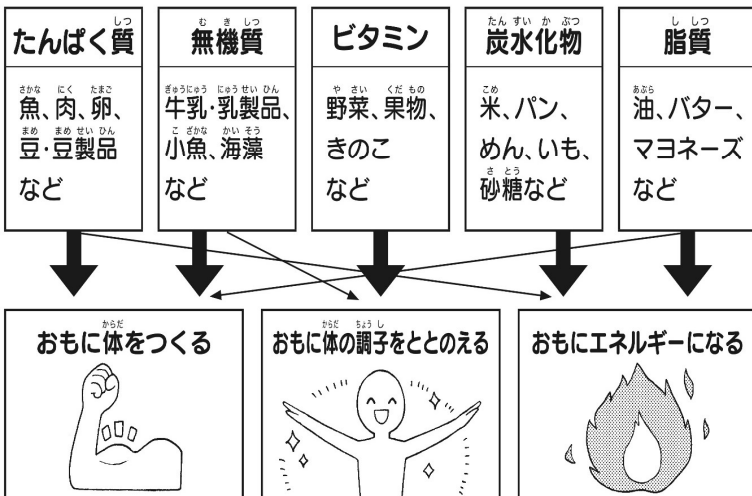 たんぱく質
魚、肉、卵、
豆・豆製品
など
無機質
牛乳・乳製品、
小魚、海藻
など
ビタミン
野菜、果物、
きのこ
など
炭水化物
米、パン、
めん、いも、
砂糖など
脂質
油、バター、
マヨネーズ
など
おもに体をつくる
おもに体の調子をととのえる
おもにエネルギーになる